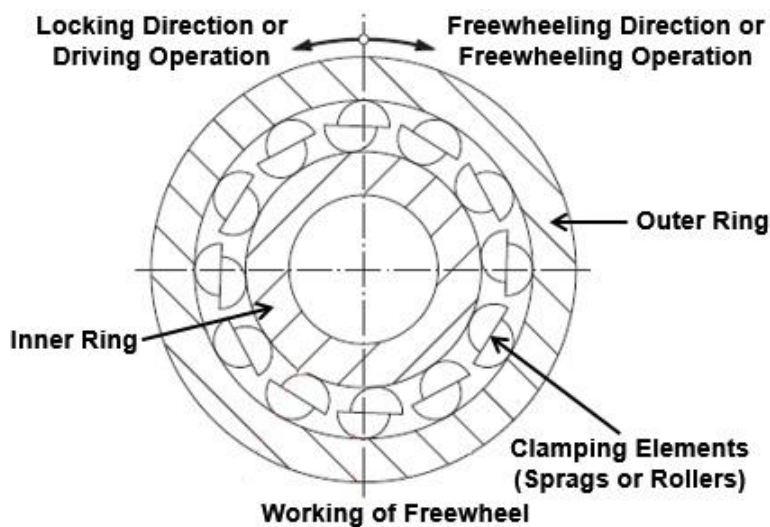 Locking Direction or
Driving Operation
Freewheeling Direction or
Freewheeling Operation
Outer Ring
Inner Ring
Clamping Elements
(Sprags or Rollers)
Working of Freewheel